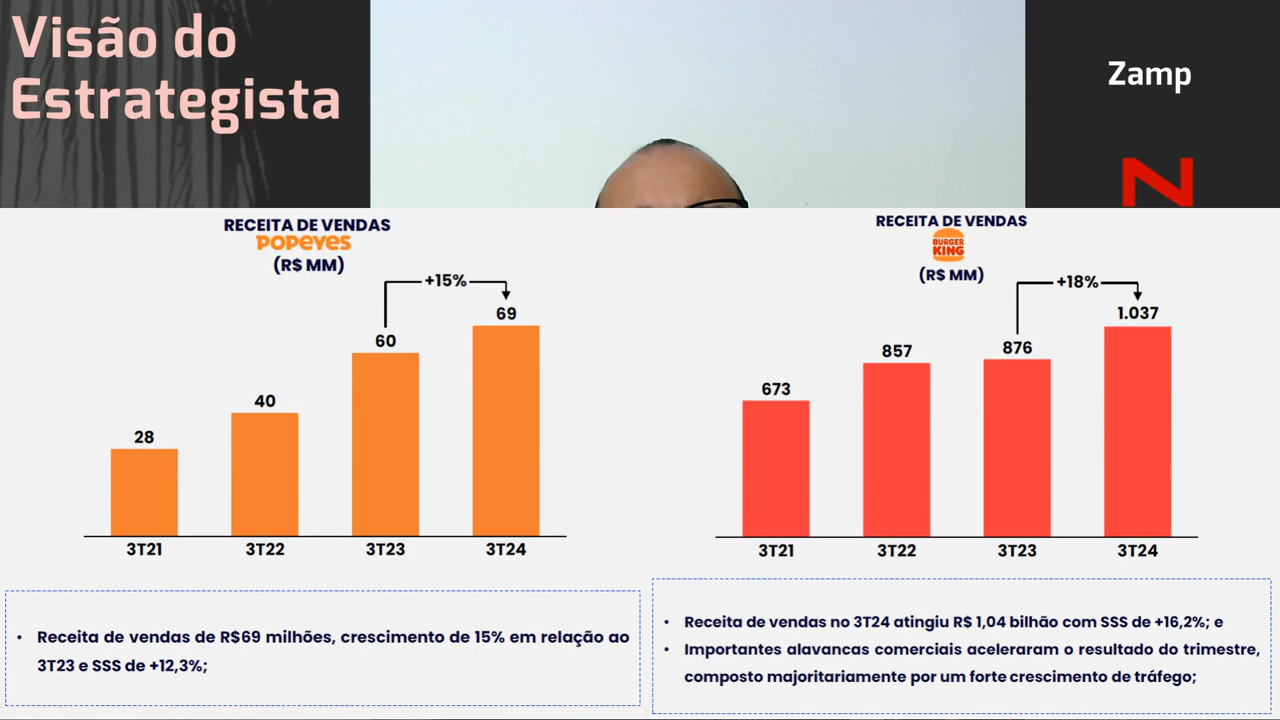 Visão do
Estrategista
Zamp
N
RECEITA DE VENDAS
POPEYES
(R$ MM)
+15%
28
40
60
69
3T21
3T22
3T23
3T24
RECEITA DE VENDAS
BURGER
KING
(R$ MM)
+18%
673
857
876
1.037
3T21
3T22
3T23
3T24
• Receita de vendas de R$69 milhões, crescimento de 15% em relação ao
3T23 e SSS de +12,3%;
• Receita de vendas no 3T24 atingiu R$ 1,04 bilhão com SSS de +16,2%; e
• Importantes alavancas comerciais aceleraram o resultado do trimestre,
composto majoritariamente por um forte crescimento de tráfego;